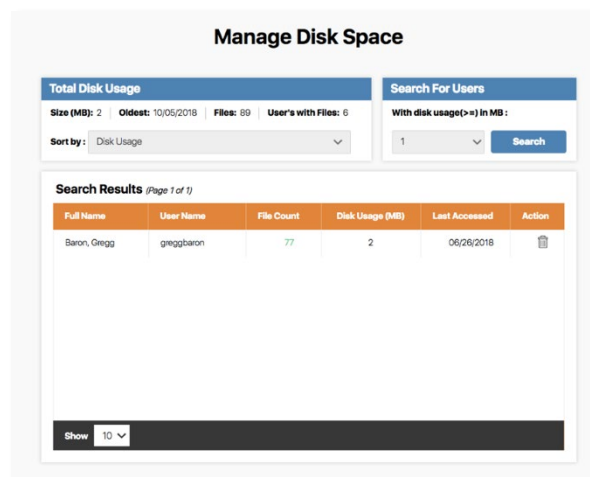 Manage Disk Space
Total Disk Usage
Size (MB): 2 | Oldest: 10/05/2018 | Files: 89 | User's with Files: 6
Sort by : Disk Usage
Search For Users
With disk usage(>=) in MB :
1 Search
Search Results (Page 1 of 1)
Full Name User Name File Count Disk Usage (MB) Last Accessed Action
Baron, Gregg greggbaron 77 2 06/26/2018
Show 10